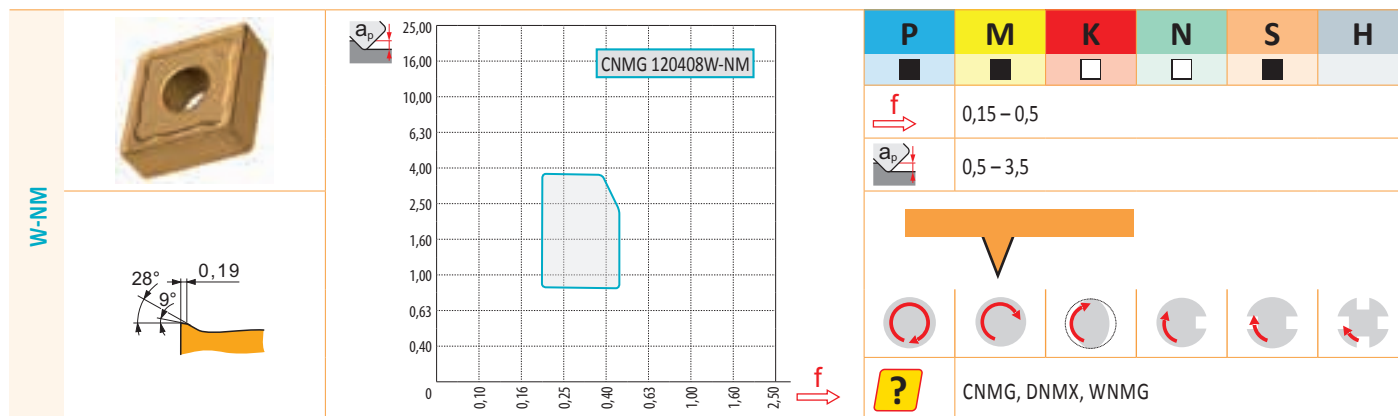 W-NM
28°
9°
0,19
aₚ
25,00
16,00
10,00
6,30
4,00
2,50
1,60
1,00
0,63
0,40
0
0,10
0,16
0,25
0,40
0,63
1,00
1,60
2,50
f
CNMG 120408W-NM
P M K N S H
f 0,15 – 0,5
aₚ 0,5 – 3,5
? CNMG, DNMX, WNMG